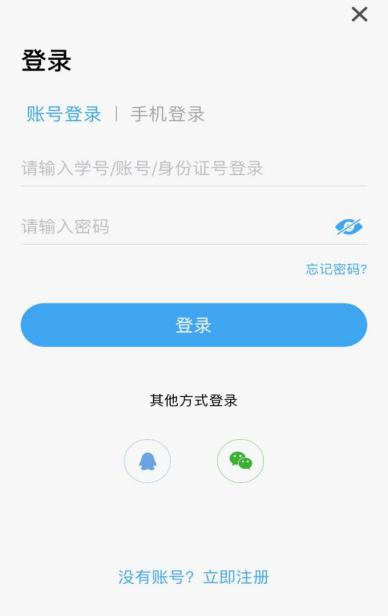 登录
账号登录 | 手机登录
请输入学号/账号/身份证号登录
请输入密码
忘记密码?
登录
其他方式登录
没有账号? 立即注册